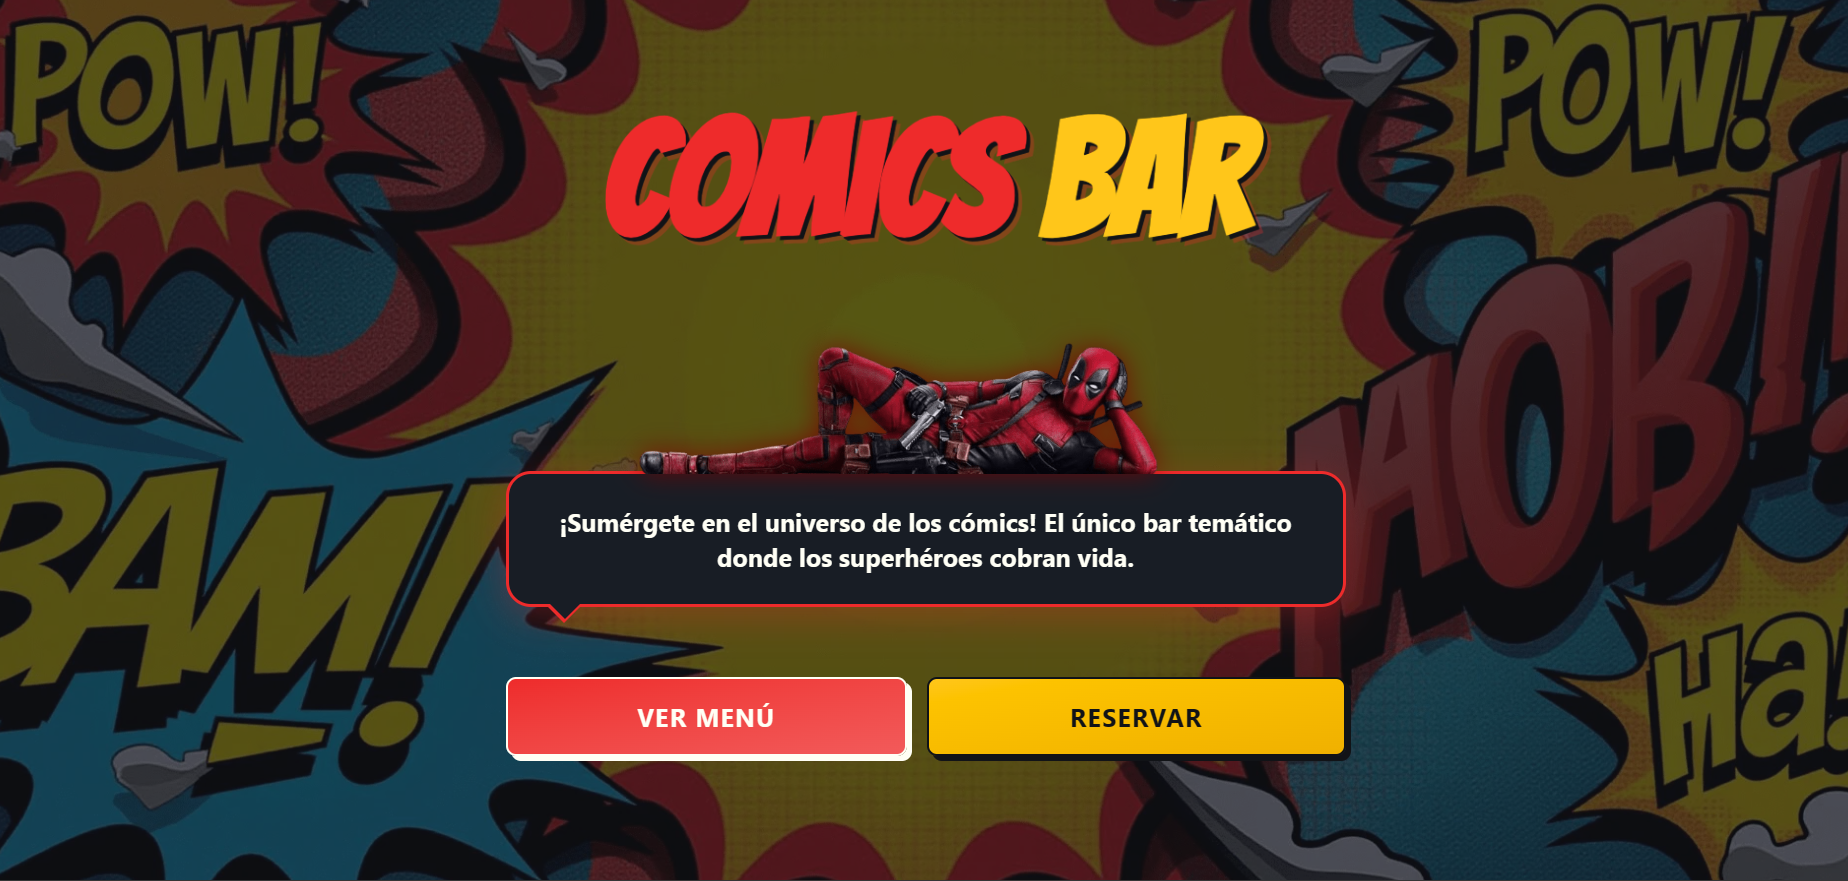 POW!
POW!
COMICS BAR
BAM!
¡Sumérgete en el universo de los cómics! El único bar temático
donde los superhéroes cobran vida.
Ha!
VER MENÚ
RESERVAR